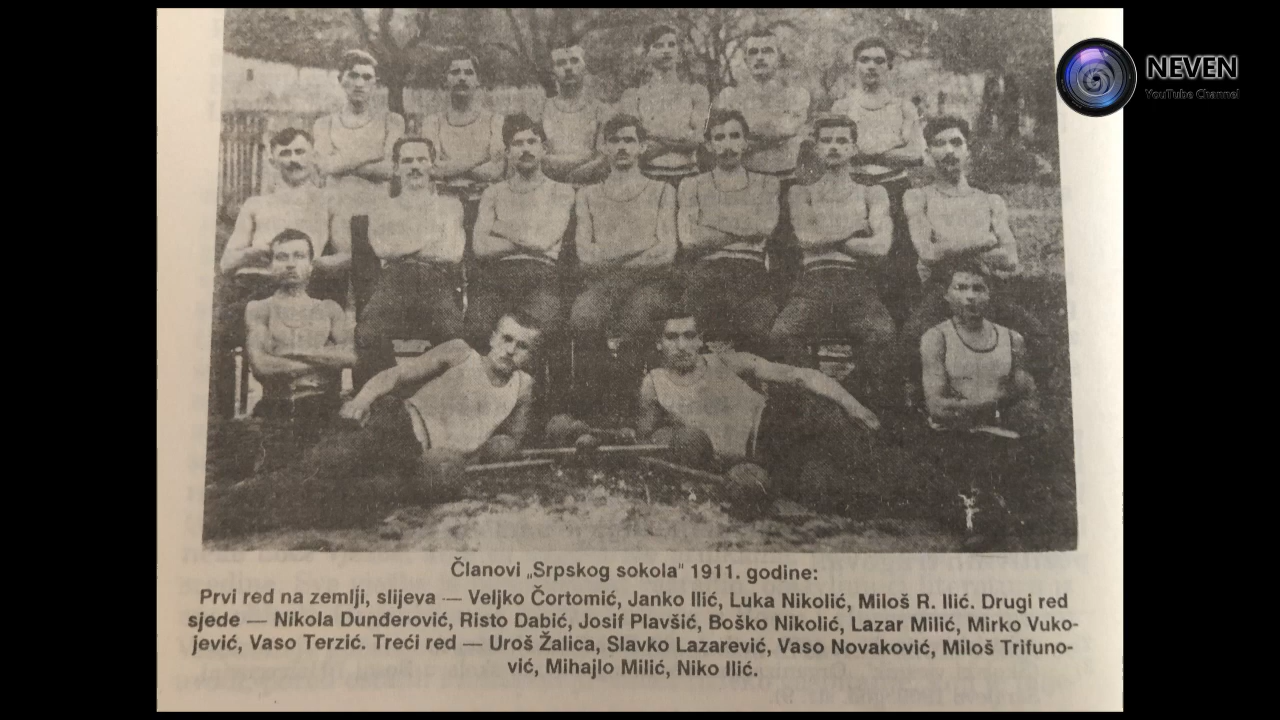 NEVEN
YouTube Channel
Članovi „Srpskog sokola" 1911. godine:
Prvi red na zemlji, slijeva — Veljko Čortomić, Janko Ilić, Luka Nikolić, Miloš R. Ilić. Drugi red
sjede — Nikola Dunđerović, Risto Dabić, Josif Plavšić, Boško Nikolić, Lazar Milić, Mirko Vuko-
jević, Vaso Terzić. Treći red — Uroš Žalica, Slavko Lazarević, Vaso Novaković, Miloš Trifuno-
vić, Mihajlo Milić, Niko Ilić.